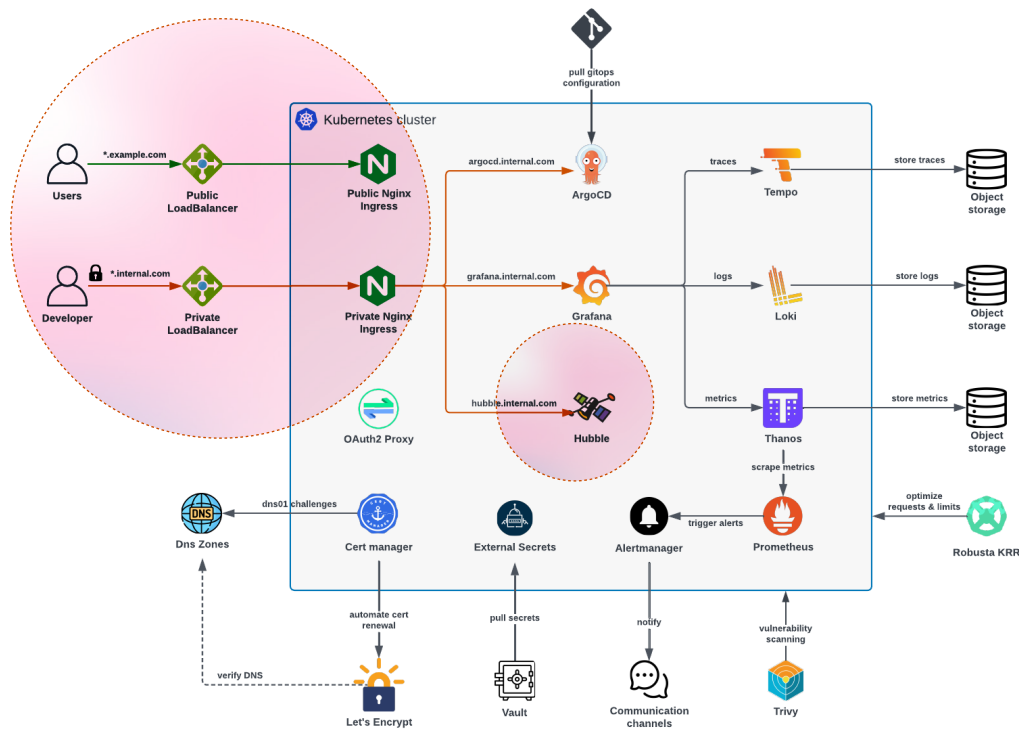 pull gitops
configuration
Kubernetes cluster
*.example.com
argocd.internal.com
traces
store traces
Users
Public
LoadBalancer
Public Nginx
Ingress
ArgoCD
Tempo
Object
storage
*.internal.com
grafana.internal.com
logs
store logs
Developer
Private
LoadBalancer
Private Nginx
Ingress
Grafana
Loki
Object
storage
hubble.internal.com
metrics
store metrics
OAuth2 Proxy
Hubble
Thanos
Object
storage
scrape metrics
dns01 challenges
DNS
CERT
MANAGER
trigger alerts
optimize
requests & limits
Dns Zones
Cert manager
External Secrets
Alertmanager
Prometheus
Robusta KRR
automate cert
renewal
pull secrets
notify
vulnerability
scanning
verify DNS
Let's Encrypt
Vault
Communication
channels
Trivy